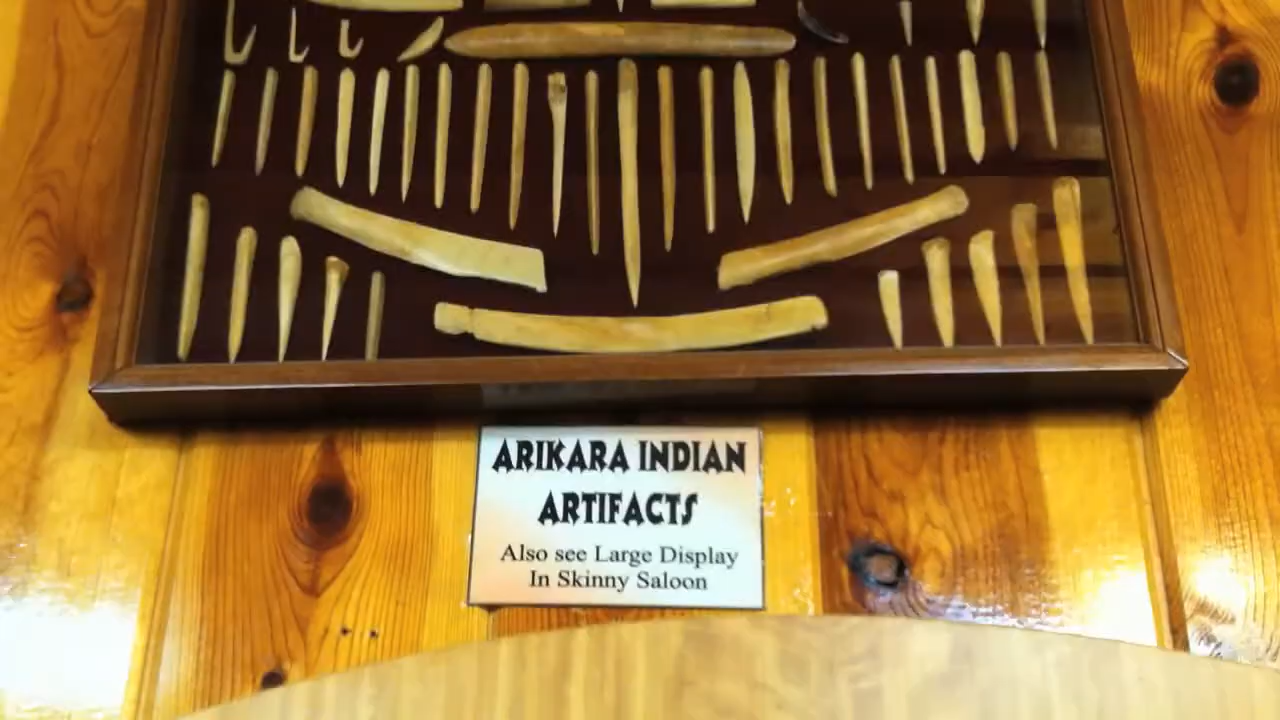 ARIKARA INDIAN
ARTIFACTS
Also see Large Display
In Skinny Saloon